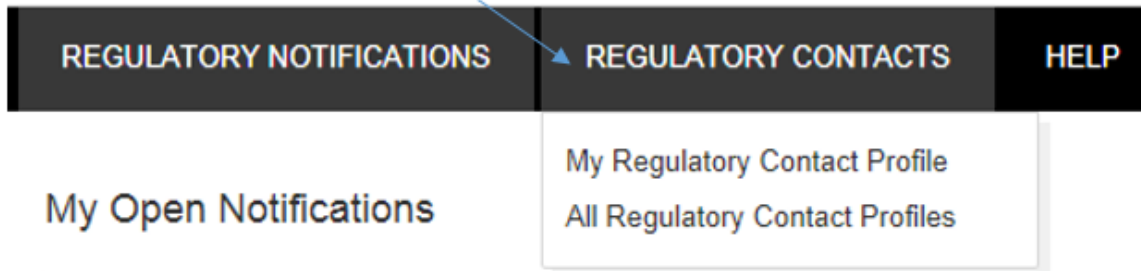 REGULATORY NOTIFICATIONS REGULATORY CONTACTS HELP
My Regulatory Contact Profile
My Open Notifications
All Regulatory Contact Profiles